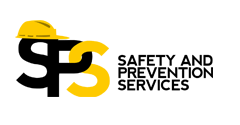 SPS
SAFETY AND
PREVENTION
SERVICES